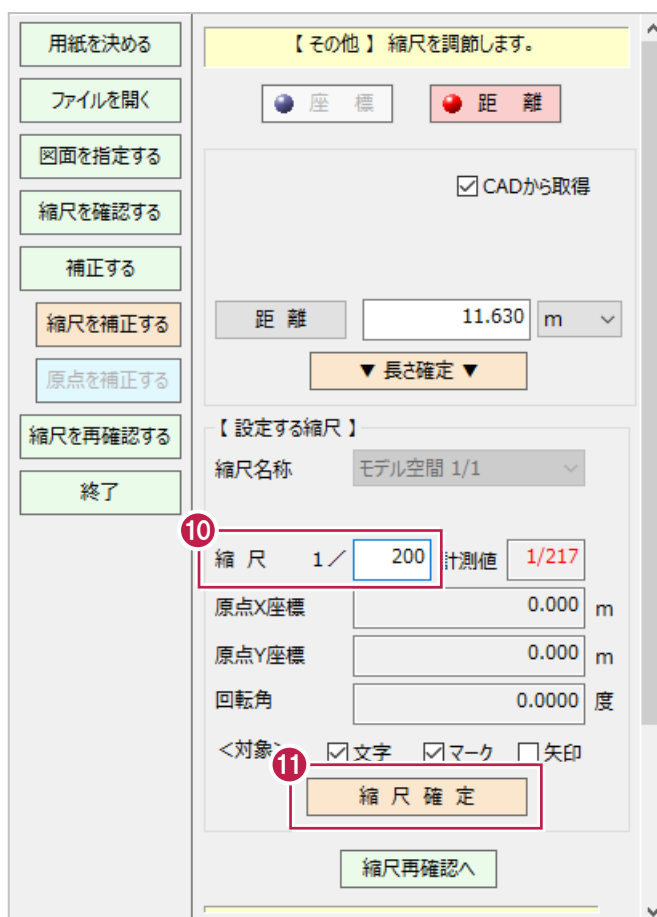 用紙を決める
ファイルを開く
図面を指定する
縮尺を確認する
補正する
縮尺を補正する
原点を補正する
縮尺を再確認する
終了
【 その他 】 縮尺を調節します。
座 標
距 離
CADから取得
距 離 11.630 m
▼ 長さ確定 ▼
【 設定する縮尺 】
縮尺名称 モデル空間 1/1
⑩
縮 尺 1／ 200 計測値 1/217
原点X座標 0.000 m
原点Y座標 0.000 m
回転角 0.0000 度
<対象> 文字 マーク 矢印
⑪
縮 尺 確 定
縮尺再確認へ